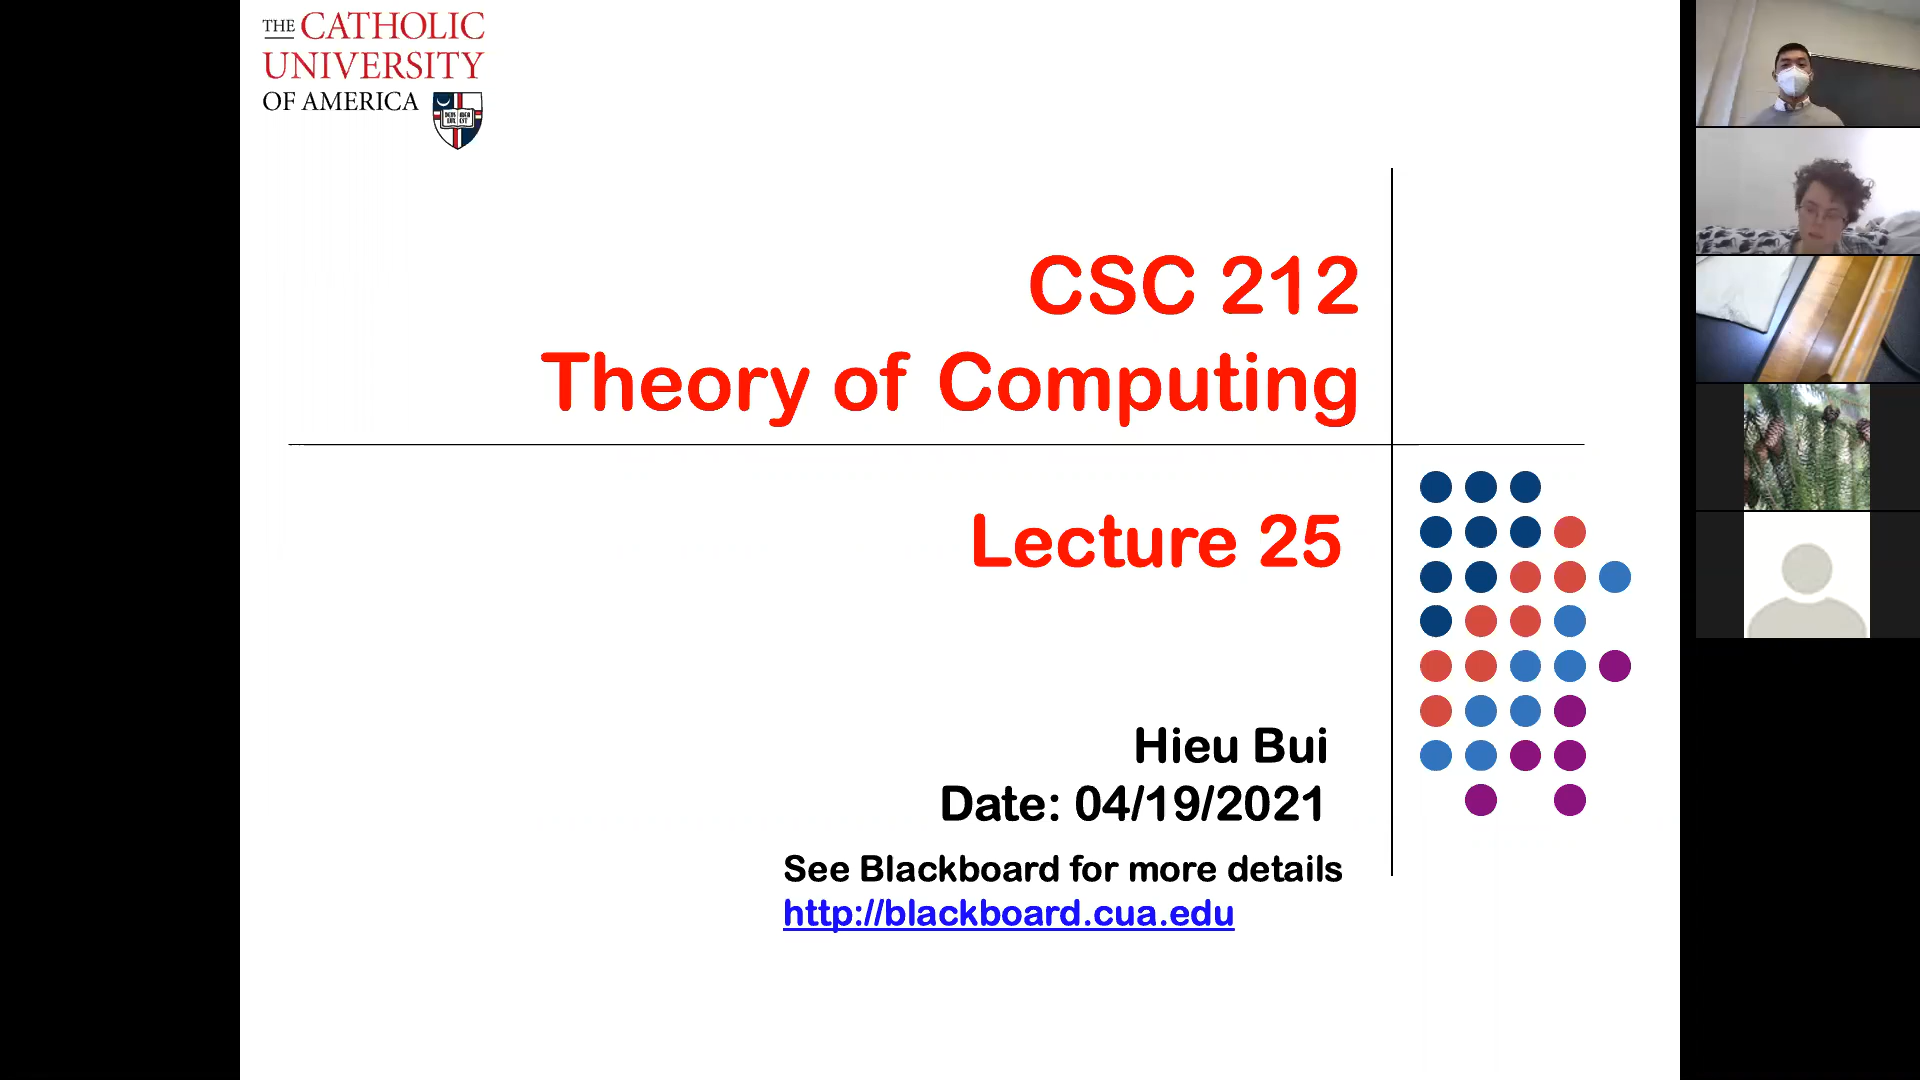 THE CATHOLIC
UNIVERSITY
OF AMERICA
CSC 212
Theory of Computing
Lecture 25
Hieu Bui
Date: 04/19/2021
See Blackboard for more details
http://blackboard.cua.edu